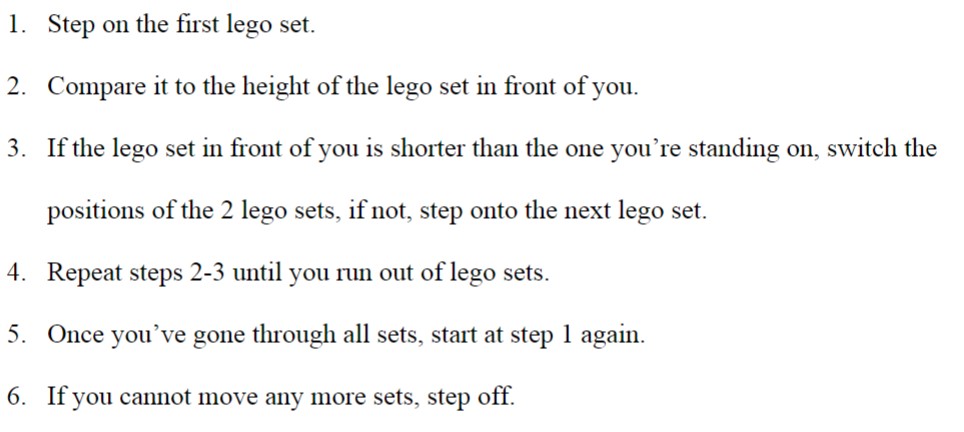 1. Step on the first lego set.
2. Compare it to the height of the lego set in front of you.
3. If the lego set in front of you is shorter than the one you’re standing on, switch the
positions of the 2 lego sets, if not, step onto the next lego set.
4. Repeat steps 2-3 until you run out of lego sets.
5. Once you’ve gone through all sets, start at step 1 again.
6. If you cannot move any more sets, step off.